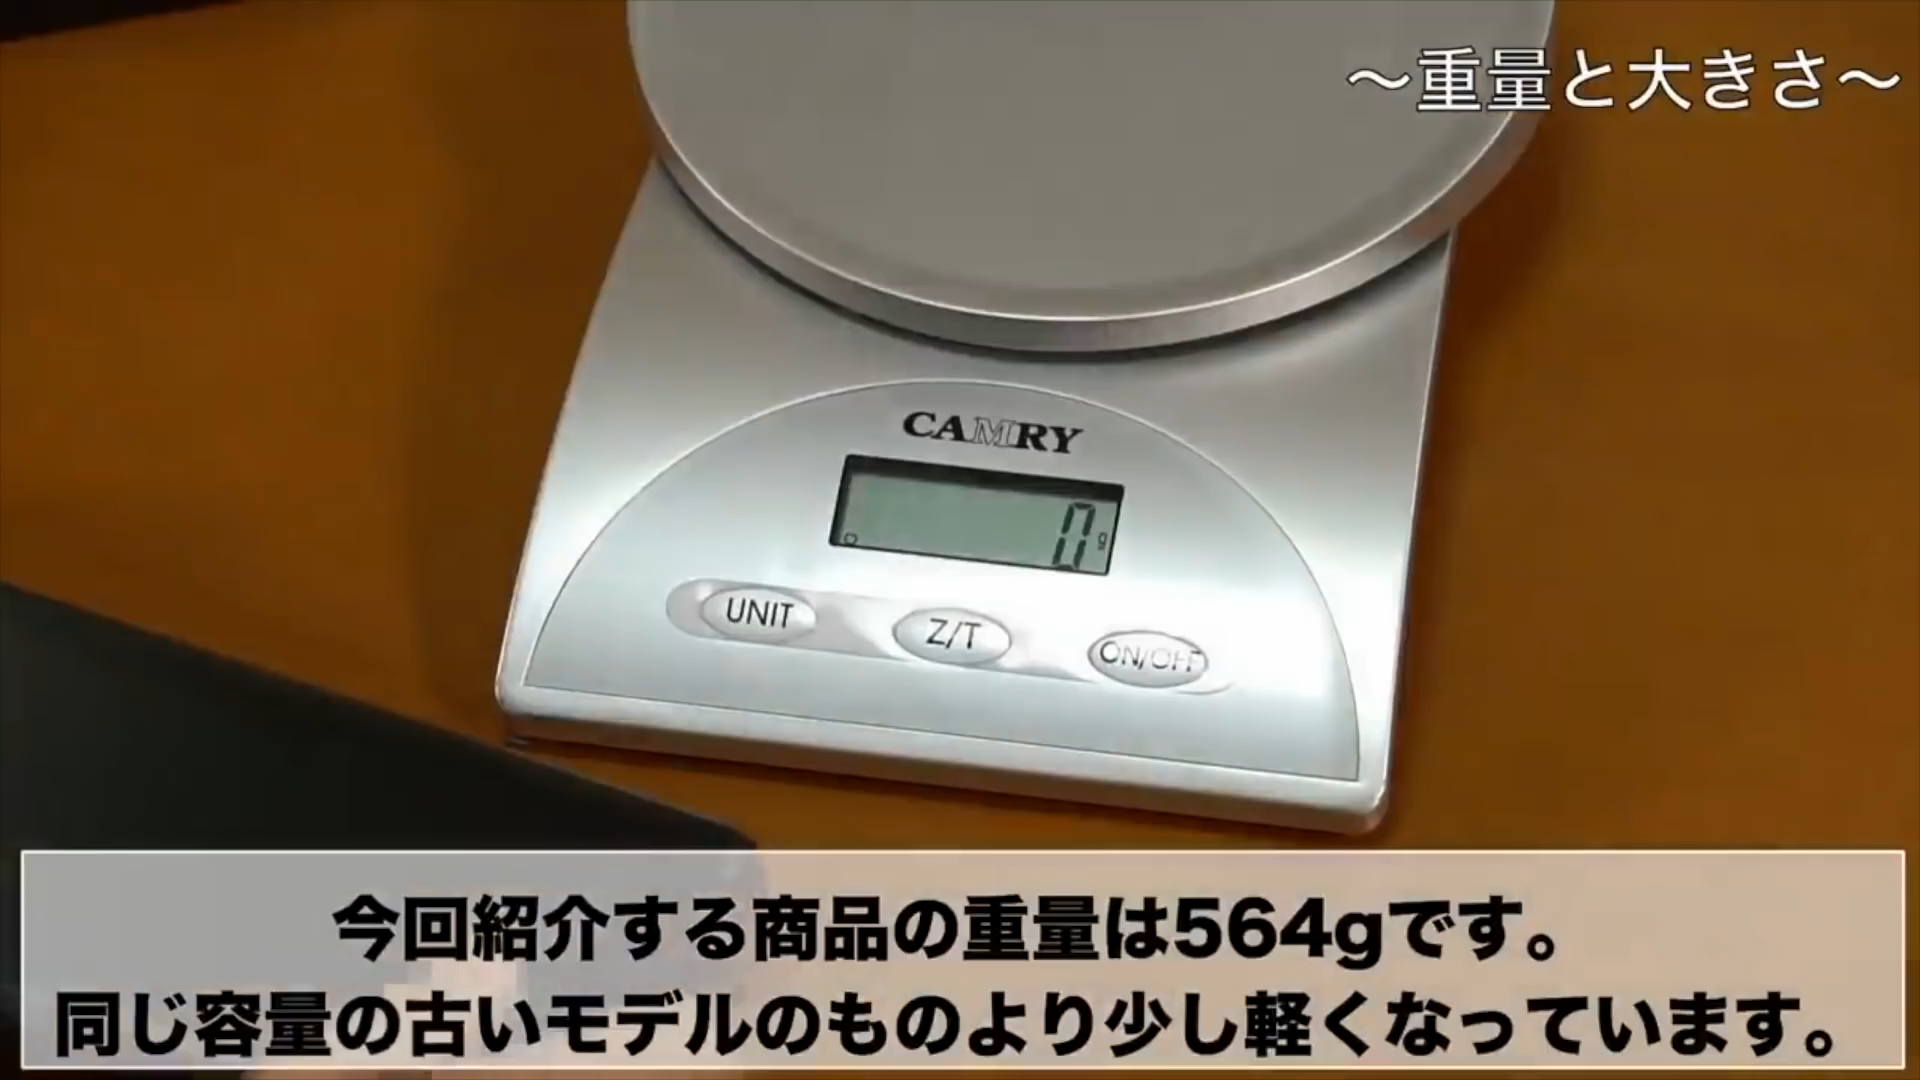 ～重量と大きさ～
CAMRY
0g
UNIT
Z/T
ON/OFF
今回紹介する商品の重量は564gです。
同じ容量の古いモデルのものより少し軽くなっています。